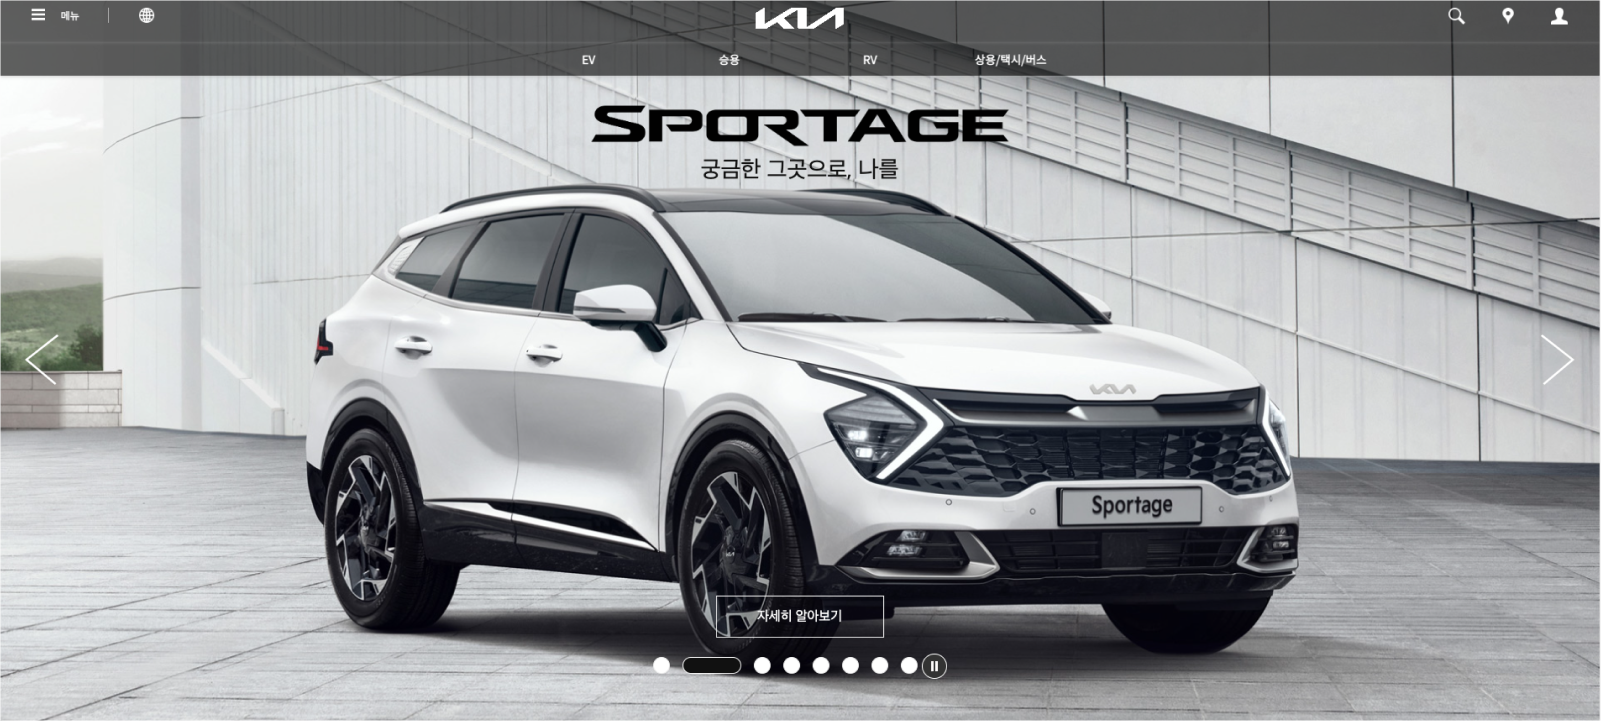 메뉴
KIA
EV
승용
RV
상용/택시/버스
SPORTAGE
궁금한 그곳으로, 나를
Sportage
자세히 알아보기